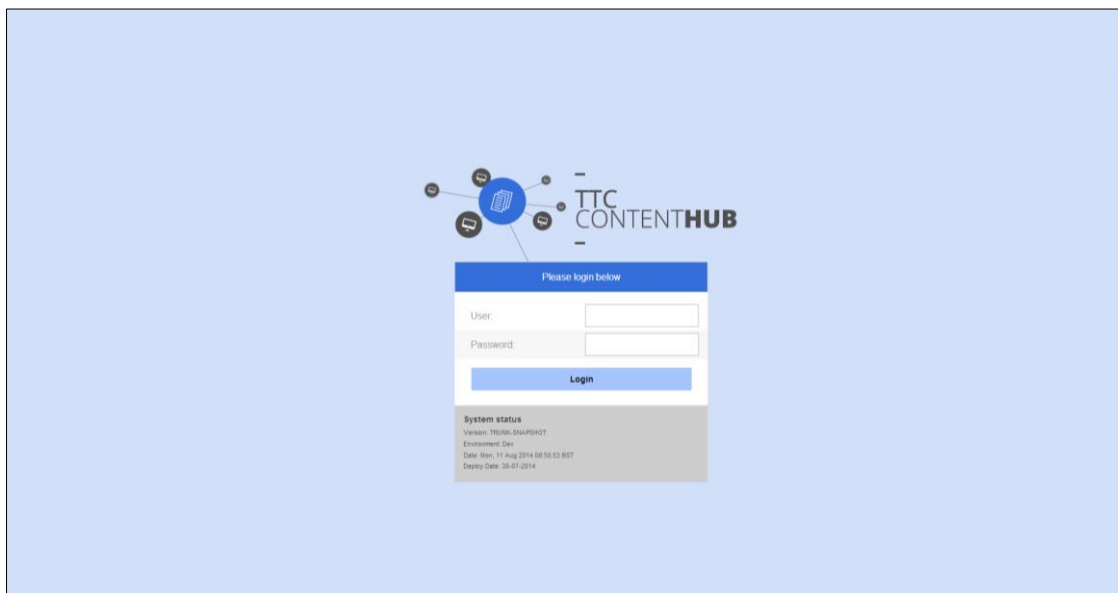 TTC
CONTENTHUB
Please login below
User:
Password:
Login
System status
Version: TRUNK-SNAPSHOT
Environment: Dev
Date: Mon, 11 Aug 2014 08:50:53 BST
Deploy Date: 30-07-2014